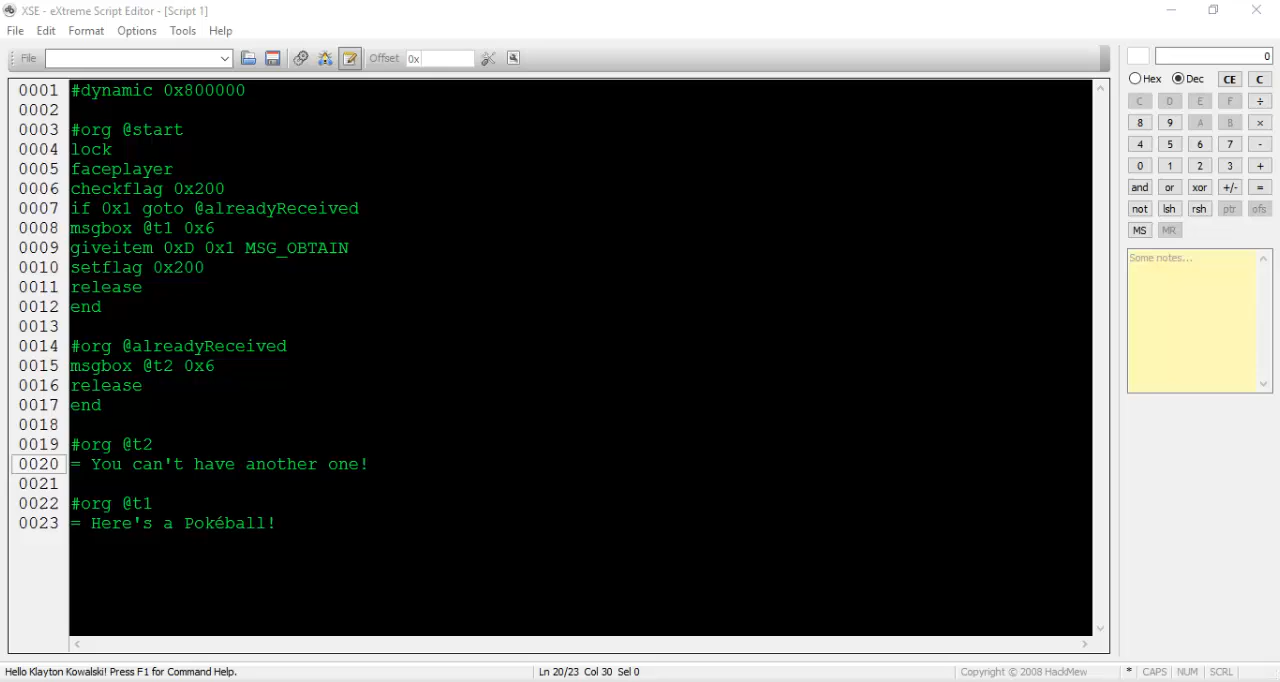 XSE - eXtreme Script Editor - [Script 1]
File Edit Format Options Tools Help
File Offset 0x
0
Hex Dec CE C
C D E F ÷
8 9 A B ×
4 5 6 7 -
0 1 2 3 +
and or xor +/- =
not lsh rsh ptr ofs
MS MR
Some notes...
0001 #dynamic 0x800000
0002
0003 #org @start
0004 lock
0005 faceplayer
0006 checkflag 0x200
0007 if 0x1 goto @alreadyReceived
0008 msgbox @t1 0x6
0009 giveitem 0xD 0x1 MSG_OBTAIN
0010 setflag 0x200
0011 release
0012 end
0013
0014 #org @alreadyReceived
0015 msgbox @t2 0x6
0016 release
0017 end
0018
0019 #org @t2
0020 = You can't have another one!
0021
0022 #org @t1
0023 = Here's a Pokéball!
Hello Klayton Kowalski! Press F1 for Command Help. Ln 20/23 Col 30 Sel 0 Copyright © 2008 HackMew * CAPS NUM SCRL